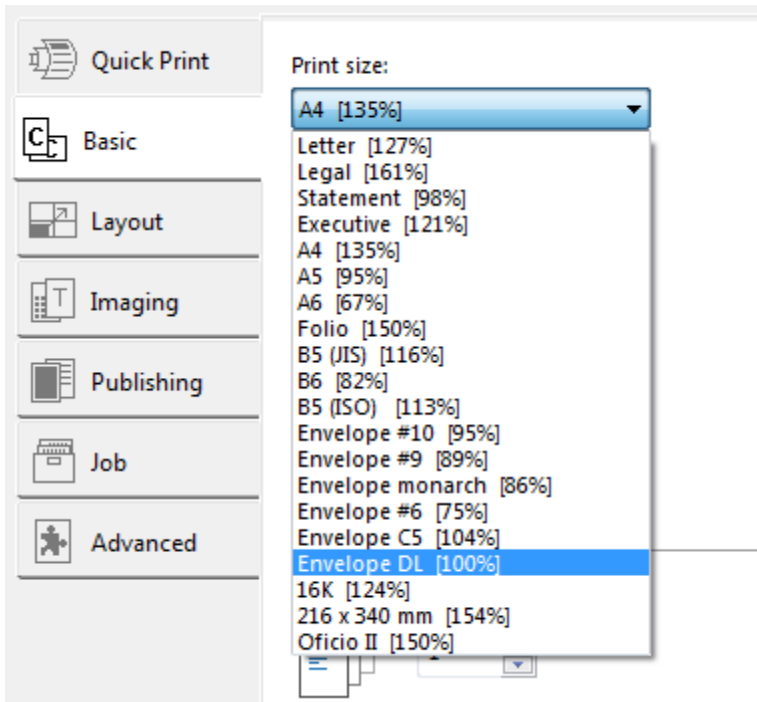 Quick Print
Basic
Layout
Imaging
Publishing
Job
Advanced
Print size:
A4 [135%]
Letter [127%]
Legal [161%]
Statement [98%]
Executive [121%]
A4 [135%]
A5 [95%]
A6 [67%]
Folio [150%]
B5 (JIS) [116%]
B6 [82%]
B5 (ISO) [113%]
Envelope #10 [95%]
Envelope #9 [89%]
Envelope monarch [86%]
Envelope #6 [75%]
Envelope C5 [104%]
Envelope DL [100%]
16K [124%]
216 x 340 mm [154%]
Oficio II [150%]